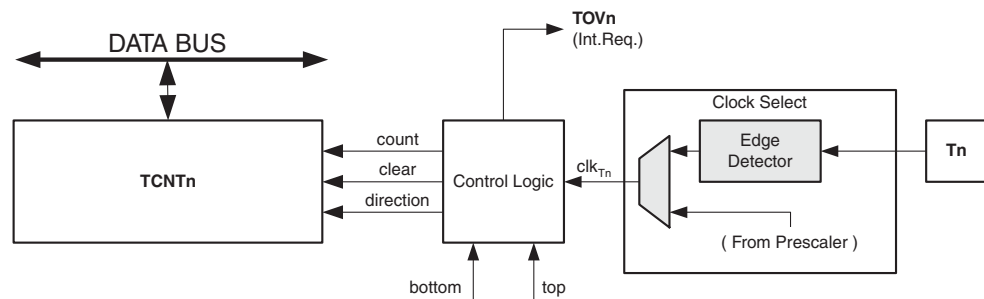 TOVn
(Int.Req.)
DATA BUS
Clock Select
count
Edge
Detector
Tn
TCNTn
clear
Control Logic
clkTn
direction
( From Prescaler )
bottom
top